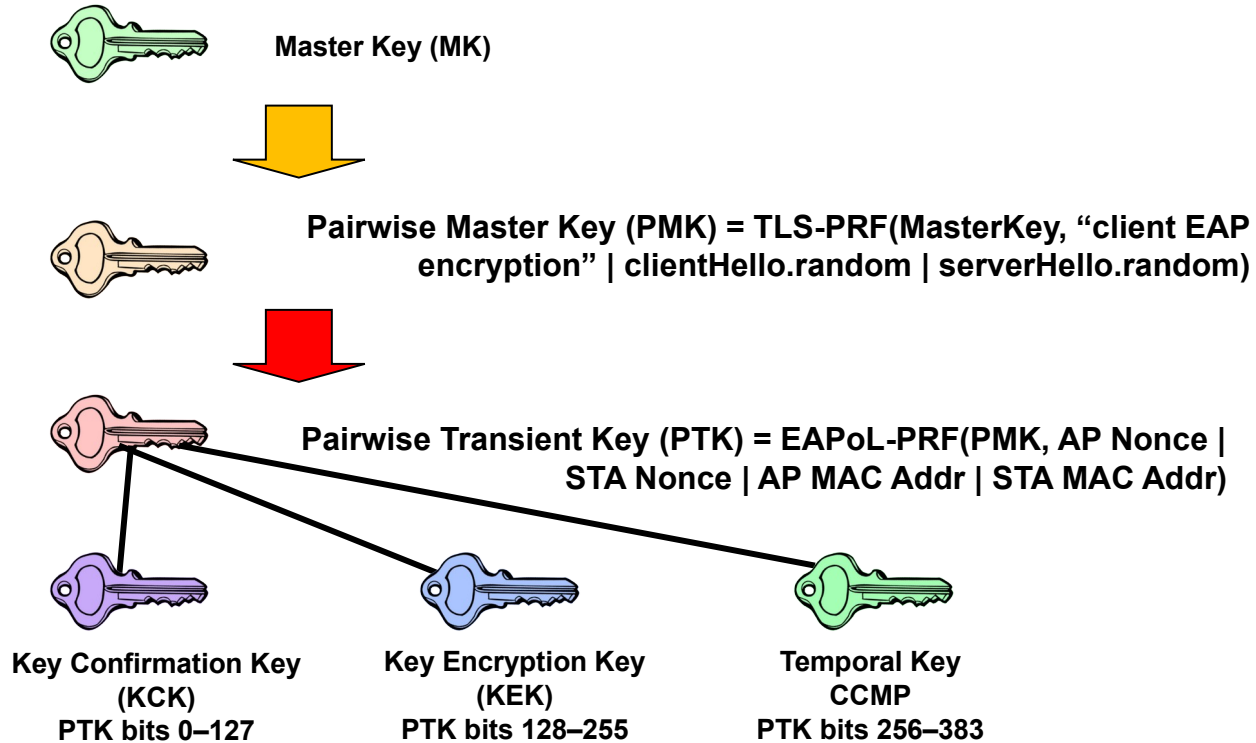 Master Key (MK)
Pairwise Master Key (PMK) = TLS-PRF(MasterKey, “client EAP
encryption” | clientHello.random | serverHello.random)
Pairwise Transient Key (PTK) = EAPoL-PRF(PMK, AP Nonce |
STA Nonce | AP MAC Addr | STA MAC Addr)
Key Confirmation Key
(KCK)
PTK bits 0–127
Key Encryption Key
(KEK)
PTK bits 128–255
Temporal Key
CCMP
PTK bits 256–383